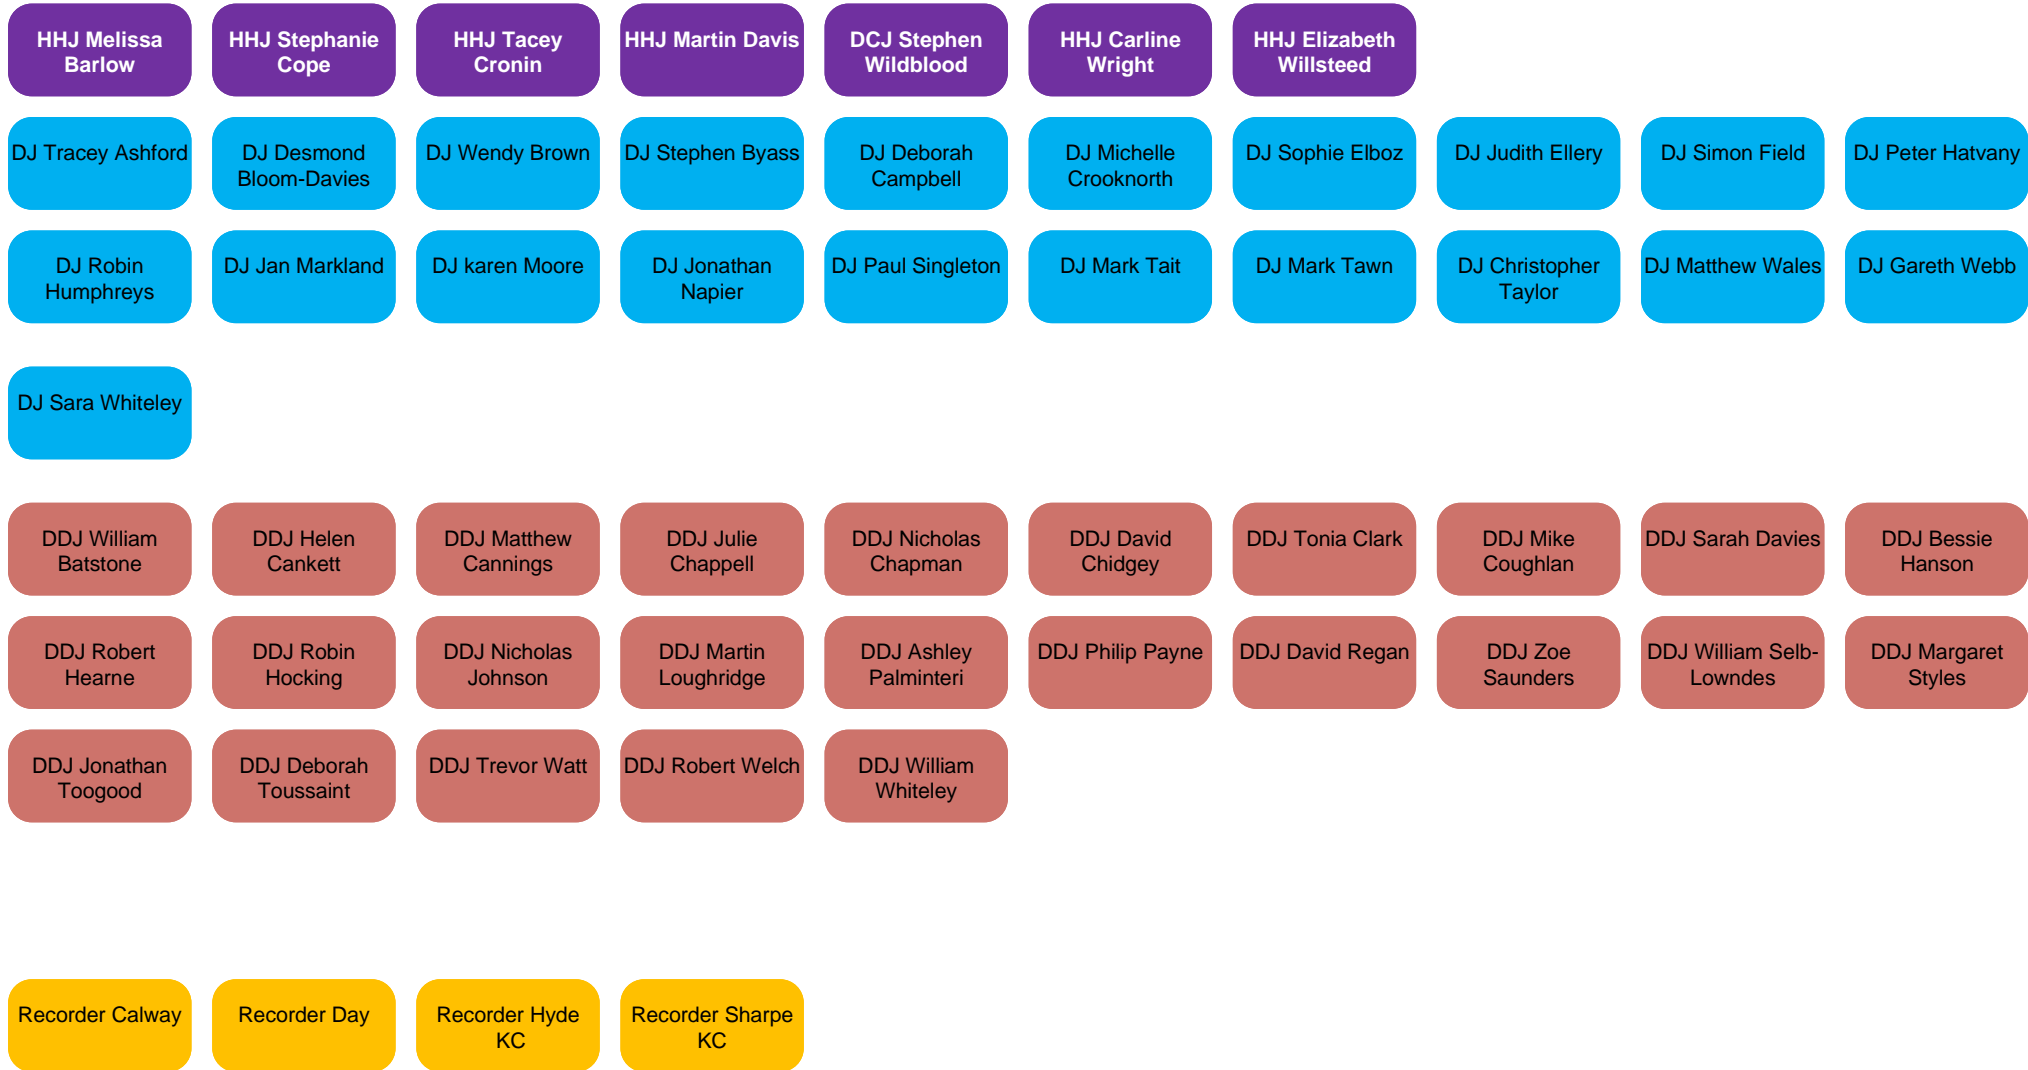 HHJ Melissa
Barlow
HHJ Stephanie
Cope
HHJ Tacey
Cronin
HHJ Martin Davis
DCJ Stephen
Wildblood
HHJ Carline
Wright
HHJ Elizabeth
Willsteed
DJ Tracey Ashford
DJ Desmond
Bloom-Davies
DJ Wendy Brown
DJ Stephen Byass
DJ Deborah
Campbell
DJ Michelle
Crooknorth
DJ Sophie Elboz
DJ Judith Ellery
DJ Simon Field
DJ Peter Hatvany
DJ Robin
Humphreys
DJ Jan Markland
DJ karen Moore
DJ Jonathan
Napier
DJ Paul Singleton
DJ Mark Tait
DJ Mark Tawn
DJ Christopher
Taylor
DJ Matthew Wales
DJ Gareth Webb
DJ Sara Whiteley
DDJ William
Batstone
DDJ Helen
Cankett
DDJ Matthew
Cannings
DDJ Julie
Chappell
DDJ Nicholas
Chapman
DDJ David
Chidgey
DDJ Tonia Clark
DDJ Mike
Coughlan
DDJ Sarah Davies
DDJ Bessie
Hanson
DDJ Robert
Hearne
DDJ Robin
Hocking
DDJ Nicholas
Johnson
DDJ Martin
Loughridge
DDJ Ashley
Palminteri
DDJ Philip Payne
DDJ David Regan
DDJ Zoe
Saunders
DDJ William Selb-
Lowndes
DDJ Margaret
Styles
DDJ Jonathan
Toogood
DDJ Deborah
Toussaint
DDJ Trevor Watt
DDJ Robert Welch
DDJ William
Whiteley
Recorder Calway
Recorder Day
Recorder Hyde
KC
Recorder Sharpe
KC